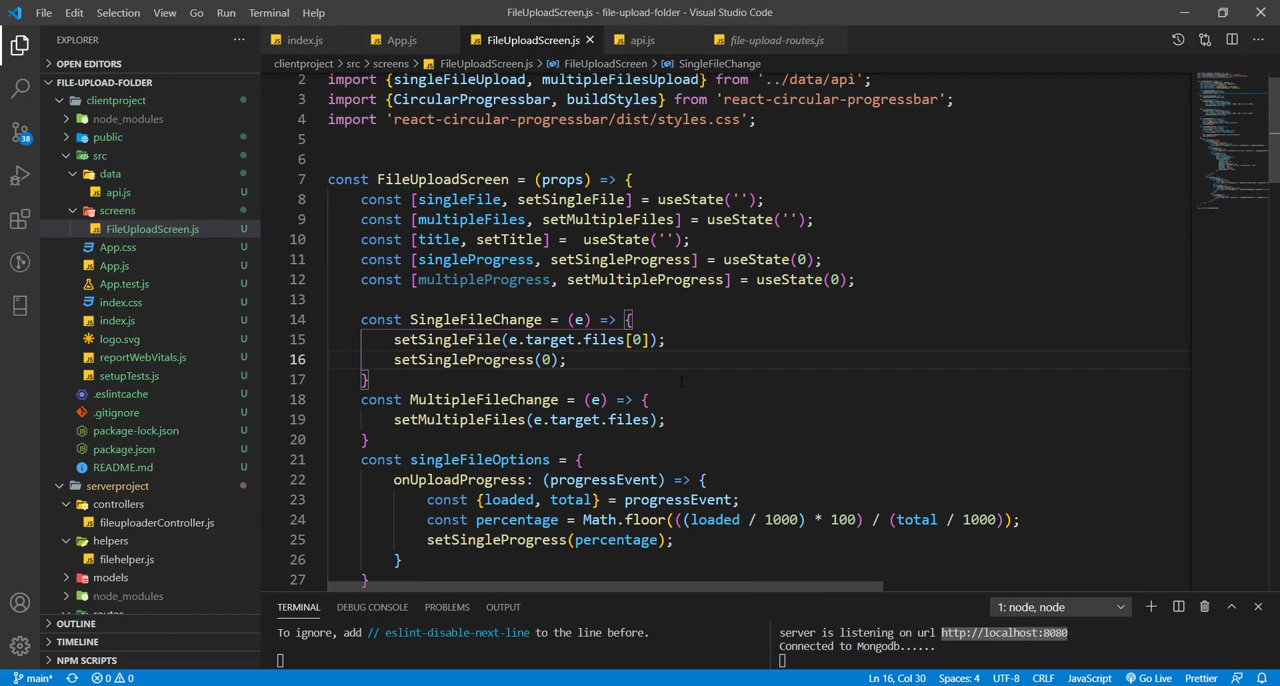 File Edit Selection View Go Run Terminal Help FileUploadScreen.js - file-upload-folder - Visual Studio Code
EXPLORER
OPEN EDITORS
FILE-UPLOAD-FOLDER
clientproject
node_modules
public
src
data
api.js U
screens
FileUploadScreen.js U
App.css U
App.js U
App.test.js U
index.css U
index.js U
logo.svg U
reportWebVitals.js U
setupTests.js U
.eslintcache U
.gitignore U
package-lock.json U
package.json U
README.md U
serverproject
controllers
fileuploaderController.js U
helpers
filehelper.js U
models
node_modules
OUTLINE
TIMELINE
NPM SCRIPTS
38
index.js App.js FileUploadScreen.js api.js file-upload-routes.js
clientproject > src > screens > FileUploadScreen.js > FileUploadScreen > SingleFileChange
2 import {singleFileUpload, multipleFilesUpload} from '../data/api';
3 import {CircularProgressbar, buildStyles} from 'react-circular-progressbar';
4 import 'react-circular-progressbar/dist/styles.css';
5
6
7 const FileUploadScreen = (props) => {
8 const [singleFile, setSingleFile] = useState('');
9 const [multipleFiles, setMultipleFiles] = useState('');
10 const [title, setTitle] =  useState('');
11 const [singleProgress, setSingleProgress] = useState(0);
12 const [multipleProgress, setMultipleProgress] = useState(0);
13
14 const SingleFileChange = (e) => {
15 setSingleFile(e.target.files[0]);
16 setSingleProgress(0);
17 }
18 const MultipleFileChange = (e) => {
19 setMultipleFiles(e.target.files);
20 }
21 const singleFileOptions = {
22 onUploadProgress: (progressEvent) => {
23 const {loaded, total} = progressEvent;
24 const percentage = Math.floor(((loaded / 1000) * 100) / (total / 1000));
25 setSingleProgress(percentage);
26 }
27 }
TERMINAL DEBUG CONSOLE PROBLEMS OUTPUT 1: node, node
To ignore, add // eslint-disable-next-line to the line before.
server is listening on url http://localhost:8080
Connected to Mongodb......
main* 0 0 Ln 16, Col 30 Spaces: 4 UTF-8 CRLF JavaScript Go Live Prettier